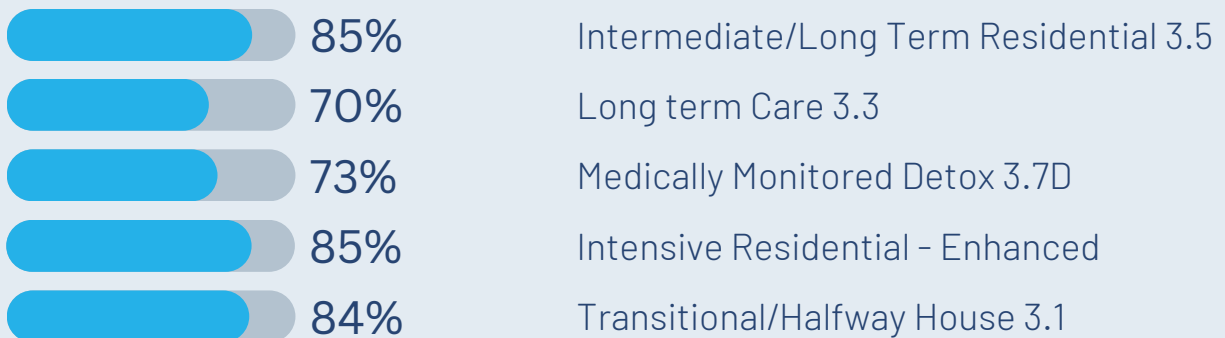 85% Intermediate/Long Term Residential 3.5
70% Long term Care 3.3
73% Medically Monitored Detox 3.7D
85% Intensive Residential - Enhanced
84% Transitional/Halfway House 3.1